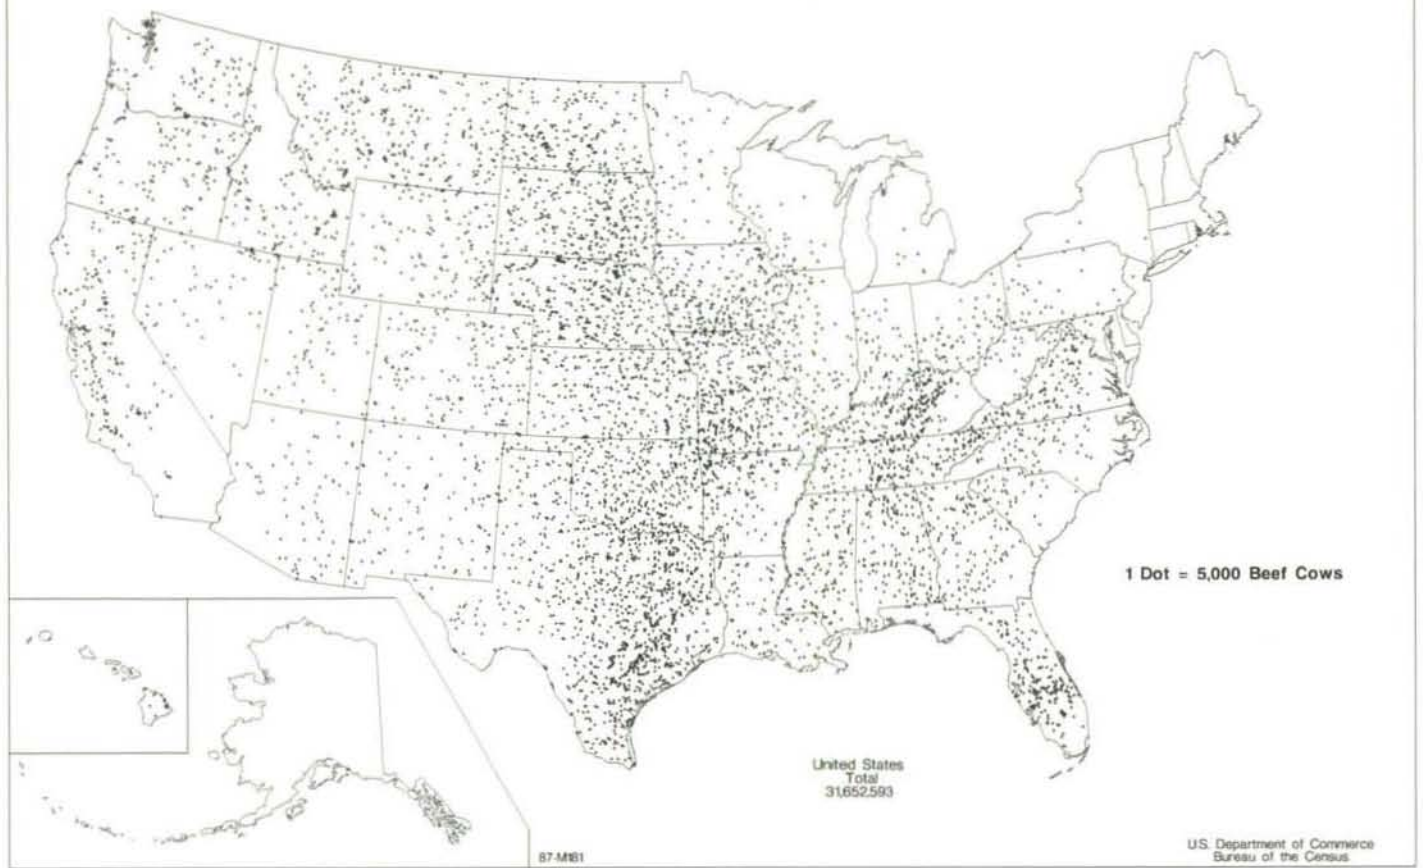 1 Dot = 5,000 Beef Cows
United States
Total
31,652,593
87-M181
U.S. Department of Commerce
Bureau of the Census